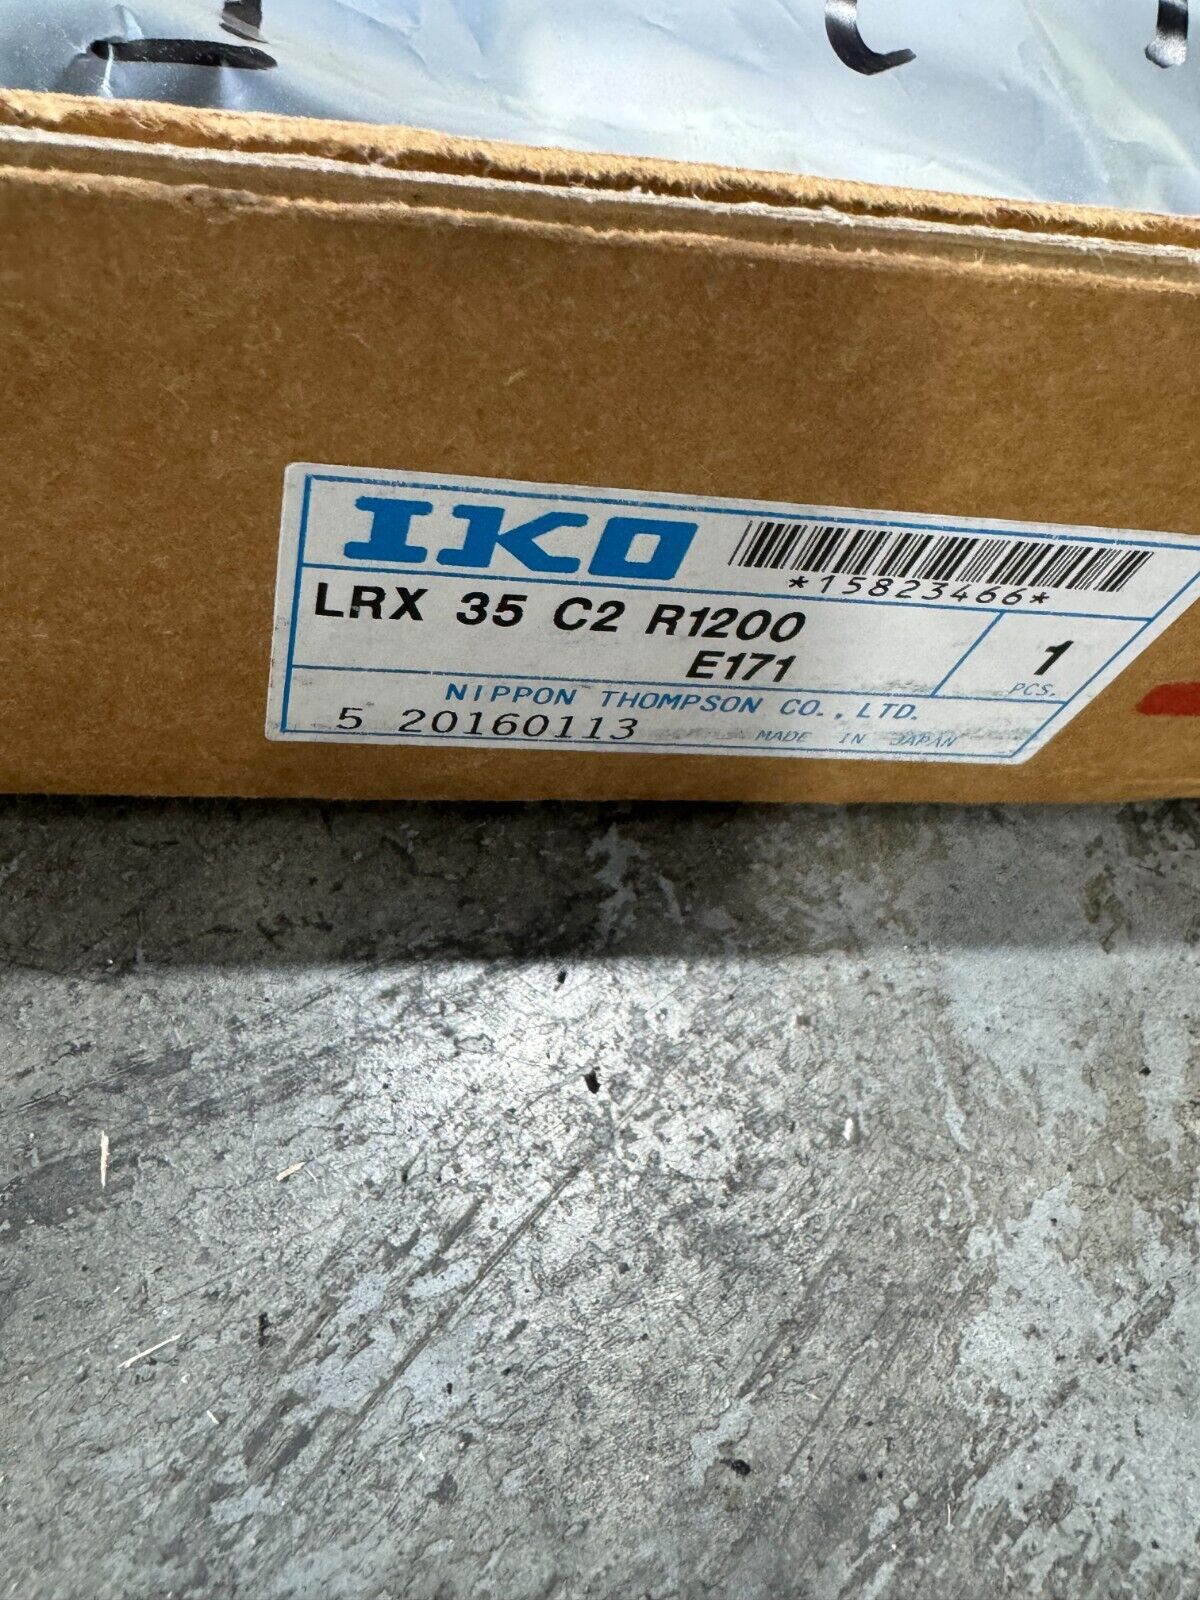 IKO
*15823466*
LRX 35 C2 R1200
E171
1
PCS.
NIPPON THOMPSON CO., LTD.
5 20160113
MADE IN JAPAN